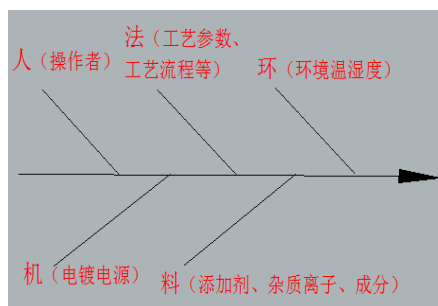 人（操作者）
法（工艺参数、
工艺流程等）
环（环境温湿度）
机（电镀电源）
料（添加剂、杂质离子、成分）